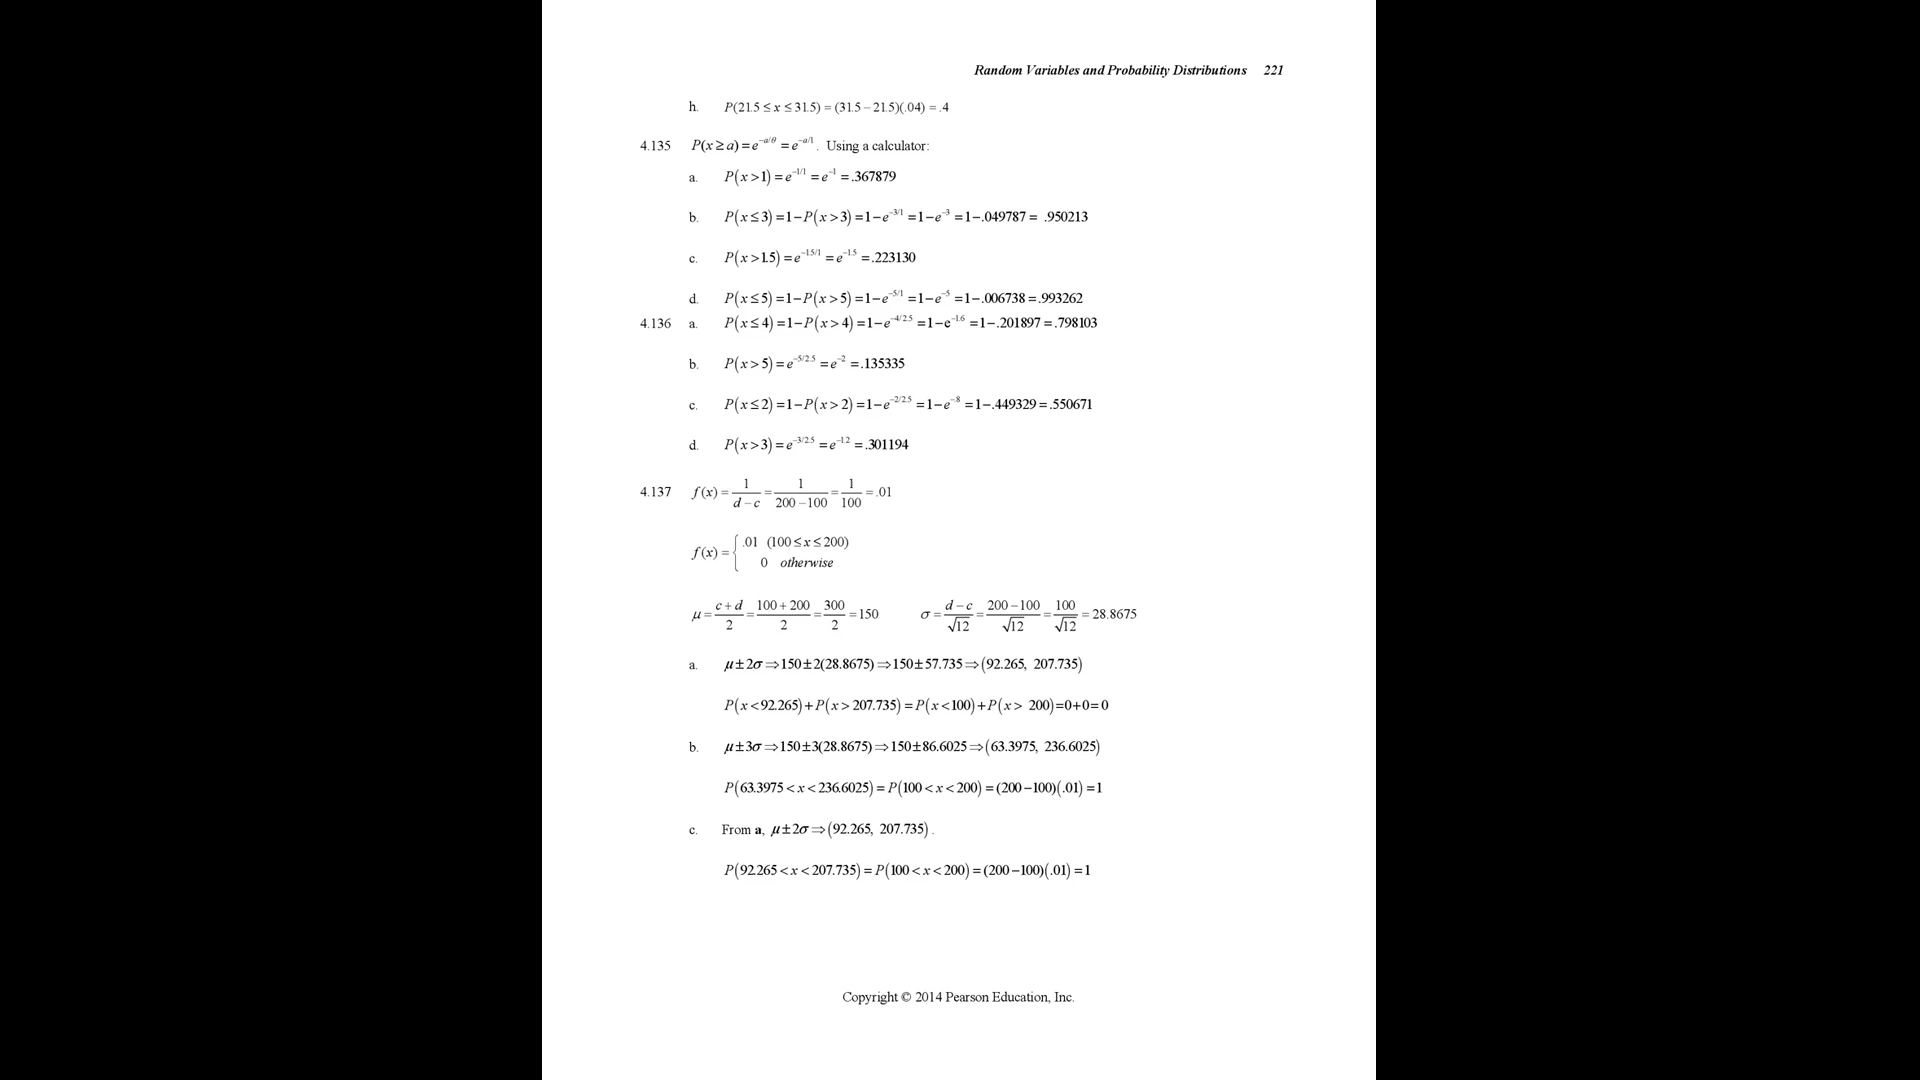 Random Variables and Probability Distributions 221
h. P(21.5 ≤ x ≤ 31.5) = (31.5 – 21.5)(.04) = .4
4.135 P(x ≥ a) = e^{−a/θ} = e^{−a/1}. Using a calculator:
a. P(x > 1) = e^{−1/1} = e^{−1} = .367879
b. P(x ≤ 3) = 1 − P(x > 3) = 1 − e^{−3/1} = 1 − e^{−3} = 1 − .049787 = .950213
c. P(x > 1.5) = e^{−1.5/1} = e^{−1.5} = .223130
d. P(x ≤ 5) = 1 − P(x > 5) = 1 − e^{−5/1} = 1 − e^{−5} = 1 − .006738 = .993262
4.136 a. P(x ≤ 4) = 1 − P(x > 4) = 1 − e^{−4/2.5} = 1 − e^{−1.6} = 1 − .201897 = .798103
b. P(x > 5) = e^{−5/2.5} = e^{−2} = .135335
c. P(x ≤ 2) = 1 − P(x > 2) = 1 − e^{−2/2.5} = 1 − e^{−.8} = 1 − .449329 = .550671
d. P(x > 3) = e^{−3/2.5} = e^{−1.2} = .301194
4.137 f(x) = 1/(d − c) = 1/(200 − 100) = 1/100 = .01
f(x) = { .01 (100 ≤ x ≤ 200)
0 otherwise
μ = (c + d)/2 = (100 + 200)/2 = 300/2 = 150 σ = (d − c)/√12 = (200 − 100)/√12 = 100/√12 = 28.8675
a. μ ± 2σ ⇒ 150 ± 2(28.8675) ⇒ 150 ± 57.735 ⇒ (92.265, 207.735)
P(x < 92.265) + P(x > 207.735) = P(x < 100) + P(x > 200) = 0 + 0 = 0
b. μ ± 3σ ⇒ 150 ± 3(28.8675) ⇒ 150 ± 86.6025 ⇒ (63.3975, 236.6025)
P(63.3975 < x < 236.6025) = P(100 < x < 200) = (200 − 100)(.01) = 1
c. From a, μ ± 2σ ⇒ (92.265, 207.735).
P(92.265 < x < 207.735) = P(100 < x < 200) = (200 − 100)(.01) = 1
Copyright © 2014 Pearson Education, Inc.